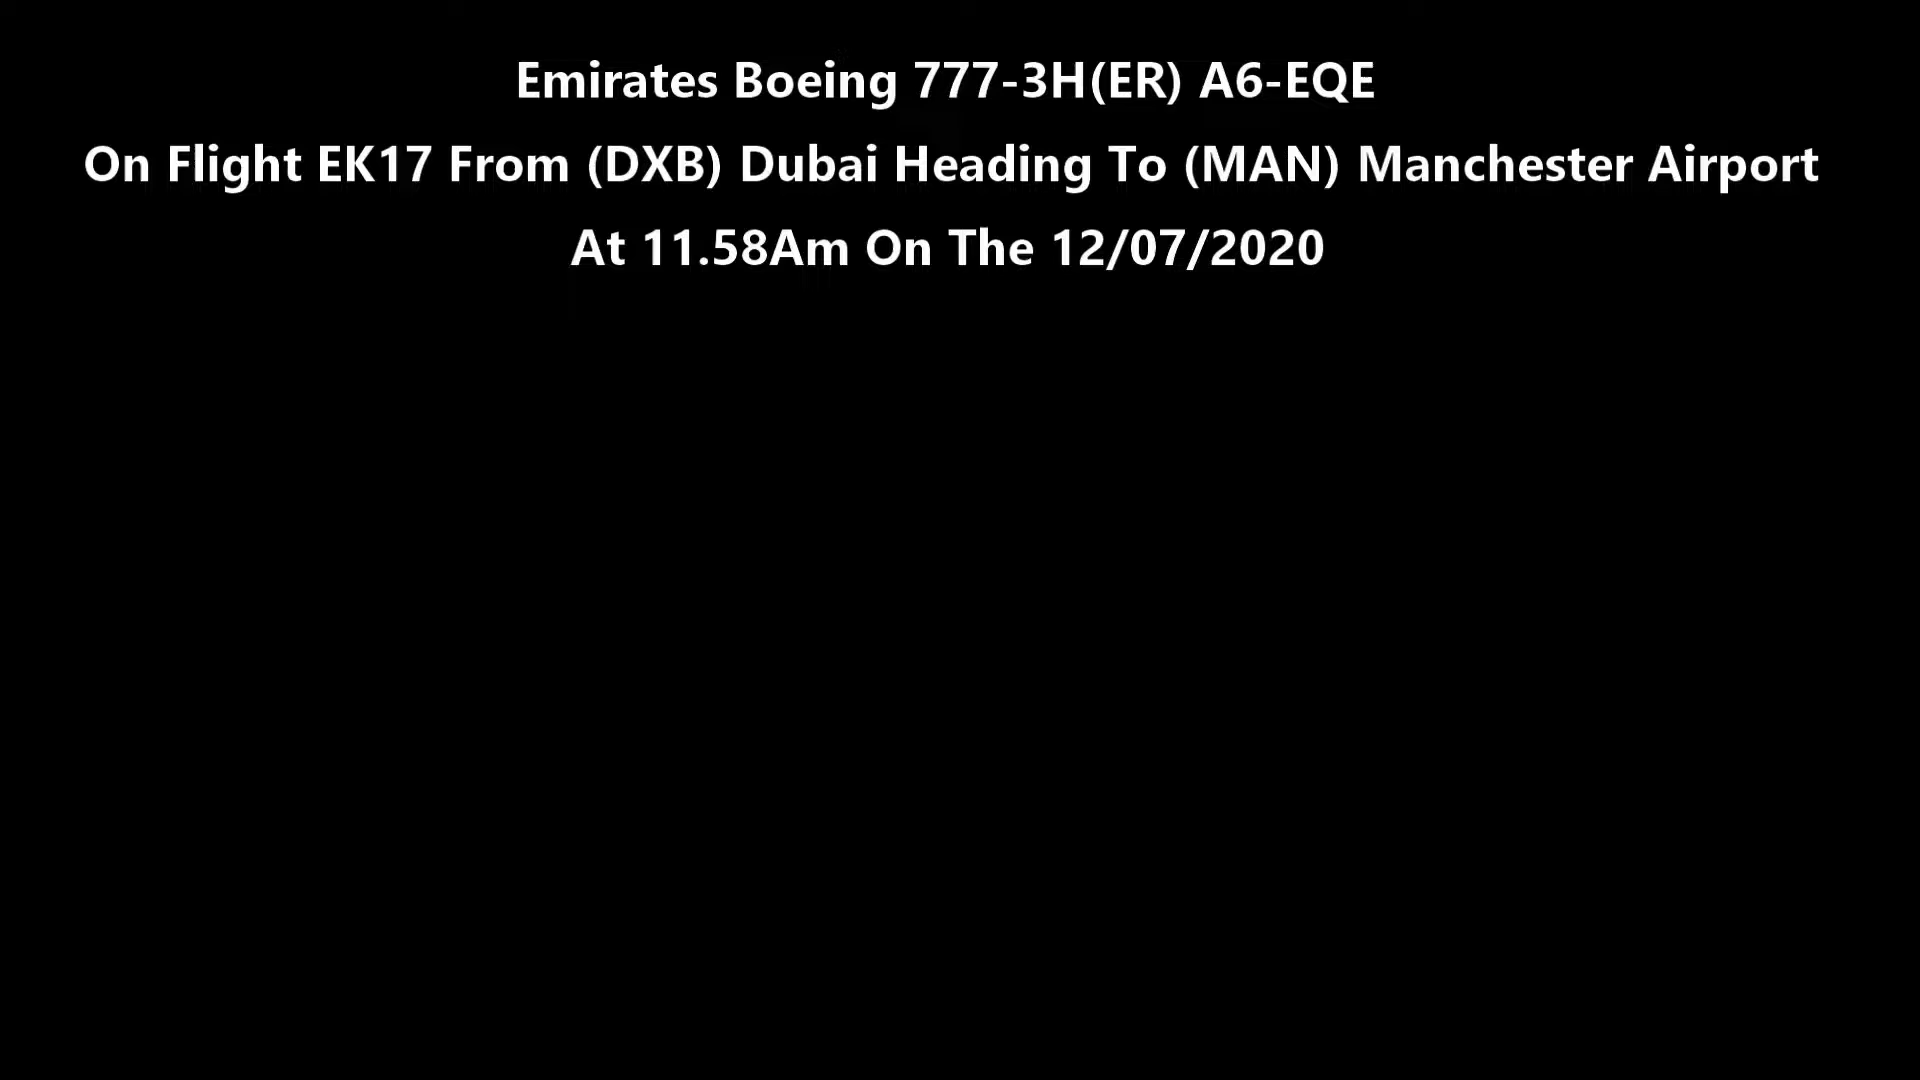 Emirates Boeing 777-3H(ER) A6-EQE
On Flight EK17 From (DXB) Dubai Heading To (MAN) Manchester Airport
At 11.58Am On The 12/07/2020